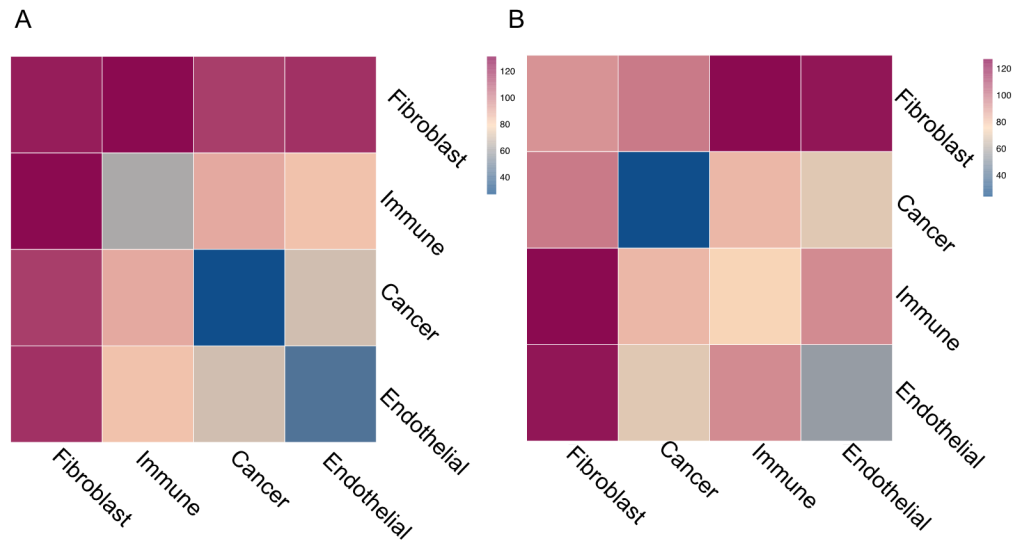 A
120
100
80
60
40
Fibroblast
Immune
Cancer
Endothelial
Fibroblast
Immune
Cancer
Endothelial
B
120
100
80
60
40
Fibroblast
Cancer
Immune
Endothelial
Fibroblast
Cancer
Immune
Endothelial